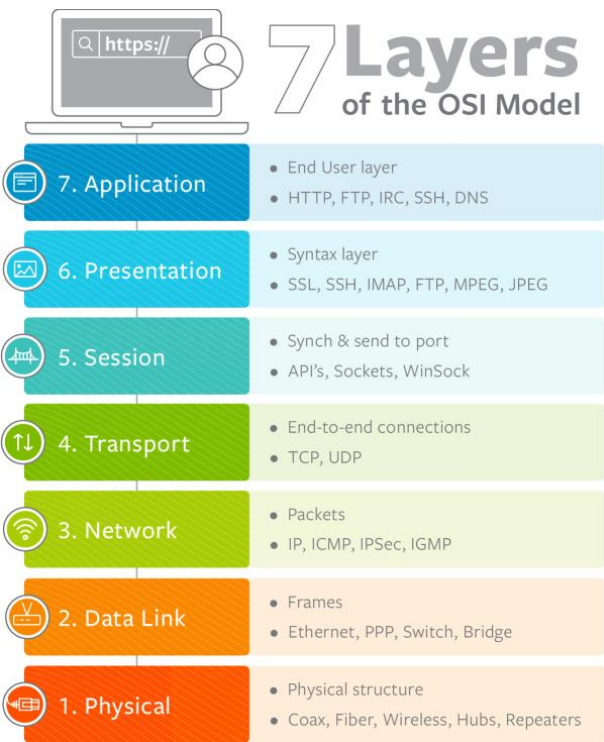 https://
7 Layers
of the OSI Model
7. Application
• End User layer
• HTTP, FTP, IRC, SSH, DNS
6. Presentation
• Syntax layer
• SSL, SSH, IMAP, FTP, MPEG, JPEG
5. Session
• Synch & send to port
• API's, Sockets, WinSock
4. Transport
• End-to-end connections
• TCP, UDP
3. Network
• Packets
• IP, ICMP, IPSec, IGMP
2. Data Link
• Frames
• Ethernet, PPP, Switch, Bridge
1. Physical
• Physical structure
• Coax, Fiber, Wireless, Hubs, Repeaters